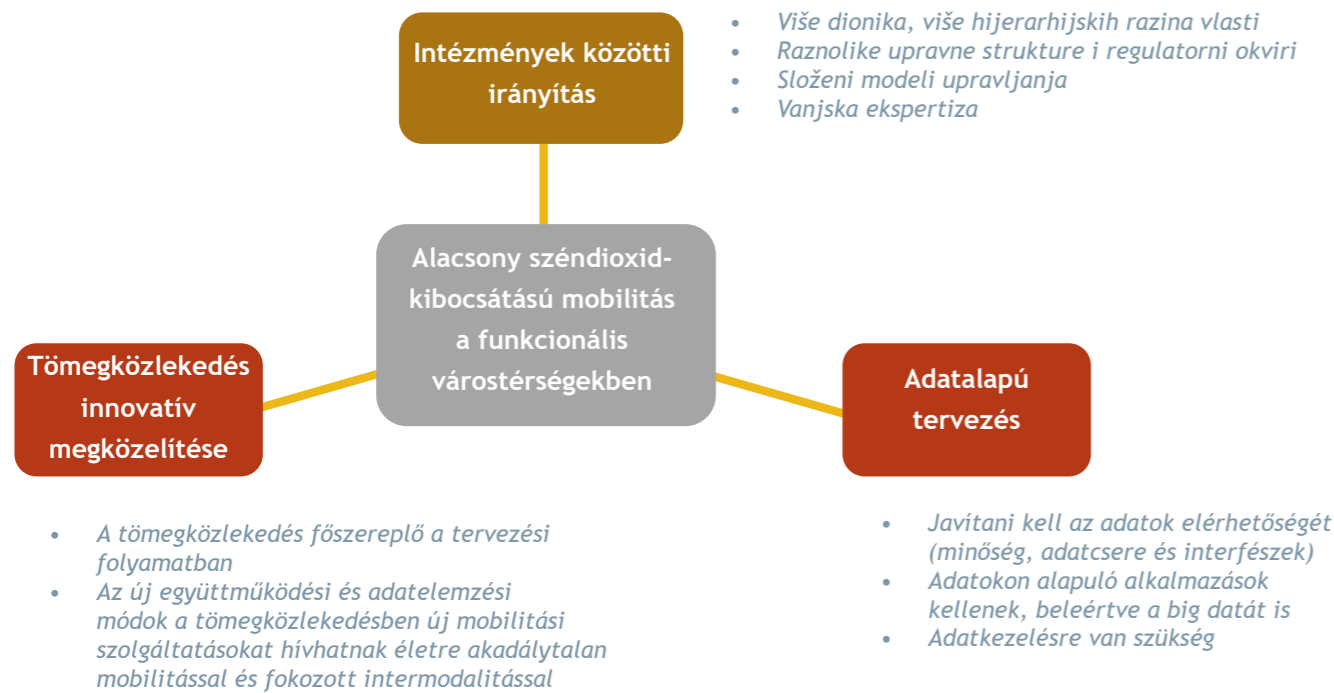 Intézmények közötti
irányítás
• Više dionika, više hijerarhijskih razina vlasti
• Raznolike upravne strukture i regulatorni okviri
• Složeni modeli upravljanja
• Vanjska ekspertiza
Alacsony széndioxid-
kibocsátású mobilitás
a funkcionális
várostérségekben
Tömegközlekedés
innovatív
megközelítése
Adatalapú
tervezés
• A tömegközlekedés főszereplő a tervezési
folyamatban
• Az új együttműködési és adatelemzési
módok a tömegközlekedésben új mobilitási
szolgáltatásokat hívhatnak életre akadálytalan
mobilitással és fokozott intermodalitással
• Javítani kell az adatok elérhetőségét
(minőség, adatcsere és interfészek)
• Adatokon alapuló alkalmazások
kellenek, beleértve a big datát is
• Adatkezelésre van szükség